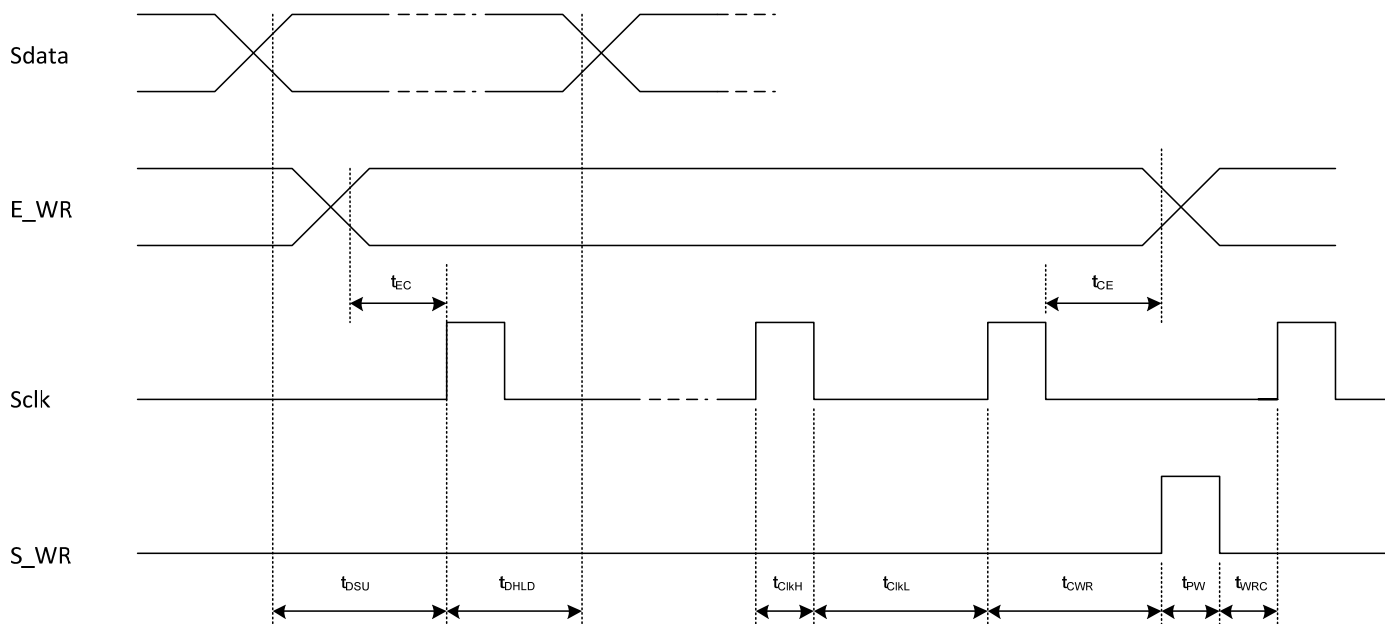 Sdata
E_WR
tEC
tCE
Sclk
S_WR
tDSU
tDHLD
tClkH
tClkL
tCWR
tPW
tWRC